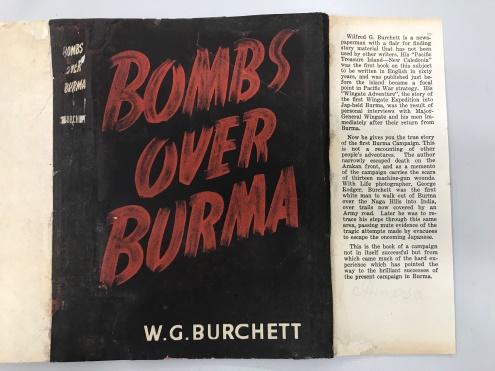 BOMBS
OVER
BURMA
BURCHETT
BOMBS
OVER
BURMA
W.G. BURCHETT
Wilfred G. Burchett is a news-
paperman with a flair for finding
story material that has not been
used by other writers. His "Pacific
Treasure Island—New Caledonia"
was the first book on this subject
to be written in English in sixty
years, and was published just be-
fore the island became a focal
point in Pacific War strategy. His
"Wingate Adventure", the story of
the first Wingate Expedition into
Jap-held Burma, was the result of
personal interviews with Major-
General Wingate and his men im-
mediately after their return from
Burma.
Now he gives you the true story
of the first Burma Campaign. This
is not a recounting of other
people's adventures. The author
narrowly escaped death on the
Arakan front, and as a memento
of the campaign carries the scars
of thirteen machine-gun wounds.
With Life photographer, George
Rodger, Burchett was the first
white man to walk out of Burma
over the Naga Hills into India,
over trails now covered by an
Army road. Later he was to re-
trace his steps through this same
area, passing mute evidence of the
tragic attempts made by evacuees
to escape the oncoming Japanese.
This is the book of a campaign
not in itself successful but from
which came much of the hard ex-
perience which has pointed the
way to the brilliant successes of
the present campaign in Burma.